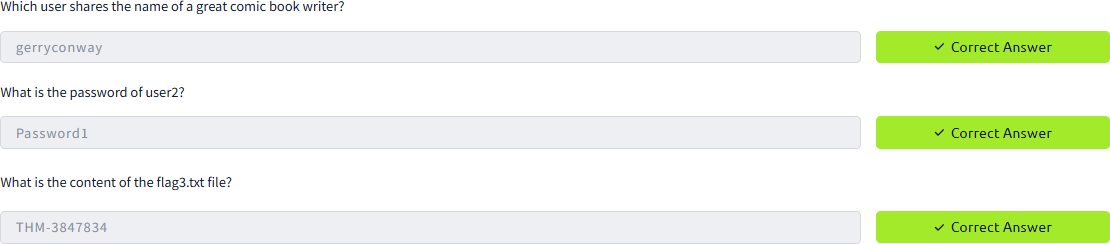 Which user shares the name of a great comic book writer?
gerryconway
✓ Correct Answer
What is the password of user2?
Password1
✓ Correct Answer
What is the content of the flag3.txt file?
THM-3847834
✓ Correct Answer